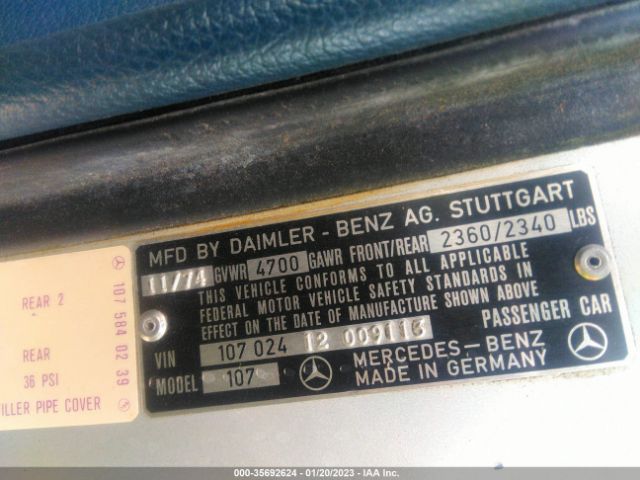 MFD BY DAIMLER - BENZ AG. STUTTGART
11/74 GVWR 4700 GAWR FRONT/REAR 2360/2340 LBS
THIS VEHICLE CONFORMS TO ALL APPLICABLE
FEDERAL MOTOR VEHICLE SAFETY STANDARDS IN
EFFECT ON THE DATE OF MANUFACTURE SHOWN ABOVE
VIN 107 024 12 009113 PASSENGER CAR
MODEL 107 MERCEDES-BENZ
MADE IN GERMANY
REAR 2
REAR
36 PSI
ILLER PIPE COVER
107 584 02 39
000-35692624 - 01/20/2023 - IAA Inc.